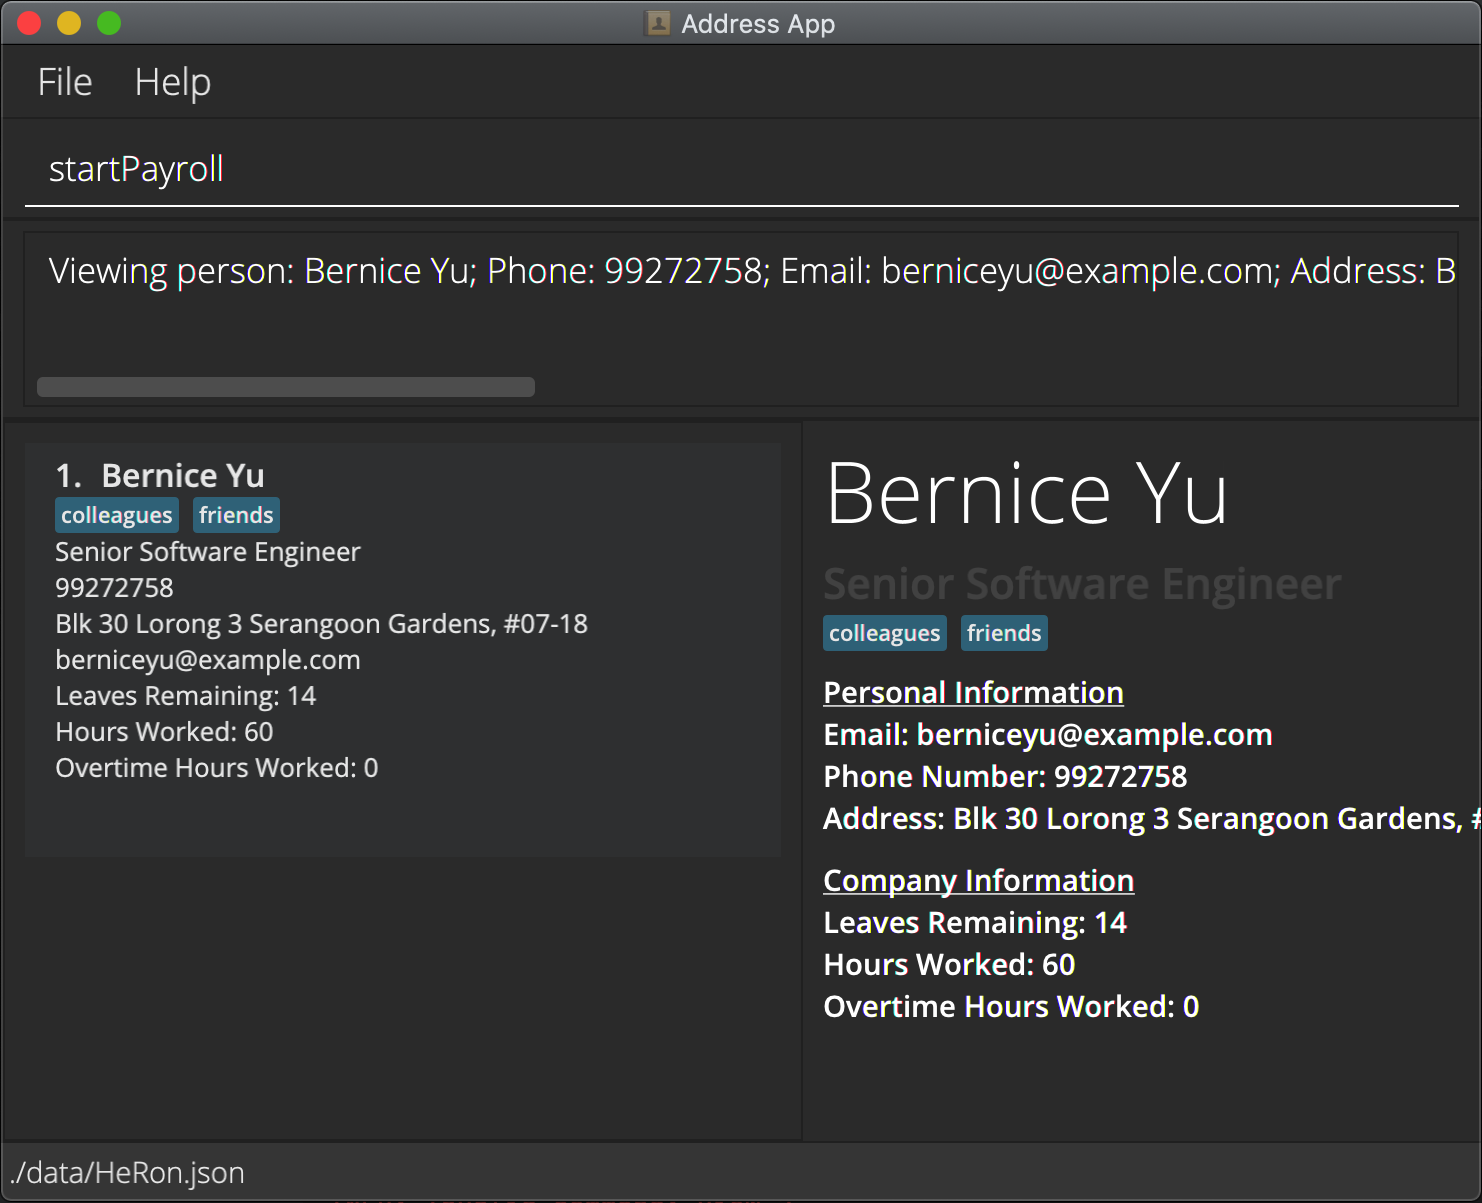 Address App
File Help
startPayroll
Viewing person: Bernice Yu; Phone: 99272758; Email: berniceyu@example.com; Address: B
1. Bernice Yu
colleagues friends
Senior Software Engineer
99272758
Blk 30 Lorong 3 Serangoon Gardens, #07-18
berniceyu@example.com
Leaves Remaining: 14
Hours Worked: 60
Overtime Hours Worked: 0
Bernice Yu
Senior Software Engineer
colleagues friends
Personal Information
Email: berniceyu@example.com
Phone Number: 99272758
Address: Blk 30 Lorong 3 Serangoon Gardens, #
Company Information
Leaves Remaining: 14
Hours Worked: 60
Overtime Hours Worked: 0
./data/HeRon.json